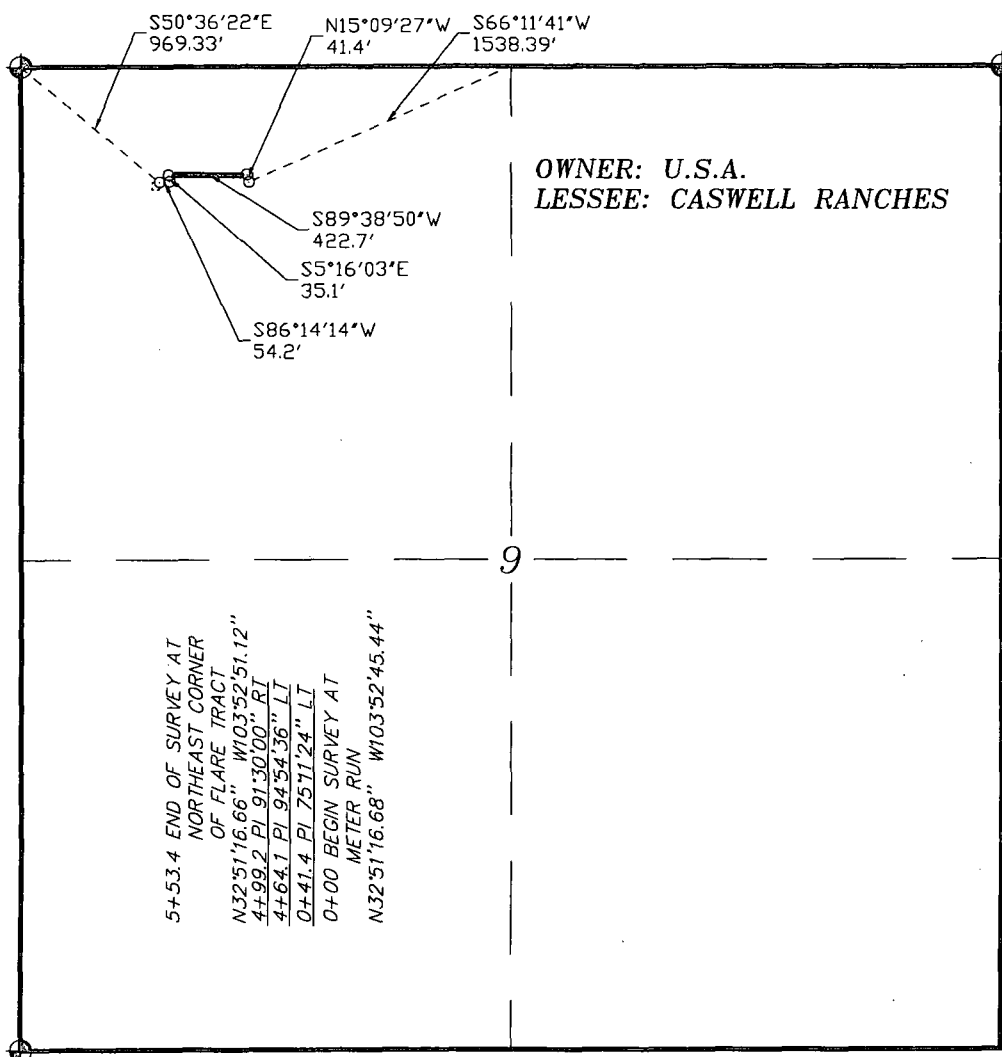 S50°36'22"E
969.33'
N15°09'27"W
41.4'
S66°11'41"W
1538.39'
OWNER: U.S.A.
LESSEE: CASWELL RANCHES
S89°38'50"W
422.7'
S5°16'03"E
35.1'
S86°14'14"W
54.2'
9
5+53.4 END OF SURVEY AT
NORTHEAST CORNER
OF FLARE TRACT
N32°51'16.66" W103°52'51.12"
4+99.2 PI 91°30'00" RT
4+64.1 PI 94°54'36" LT
0+41.4 PI 75°11'24" LT
0+00 BEGIN SURVEY AT
METER RUN
N32°51'16.68" W103°52'45.44"